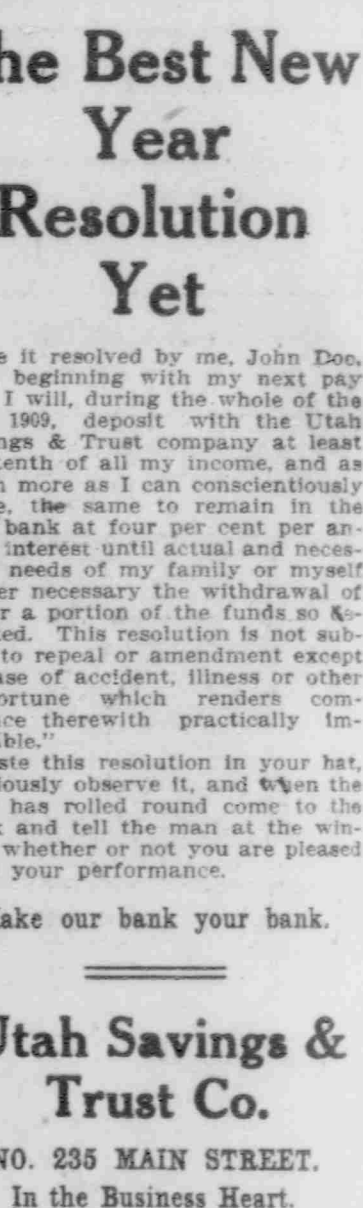 he Best New
Year
Resolution
Yet
e it resolved by me, John Doe,
beginning with my next pay
I will, during the whole of the
1909, deposit with the Utah
ngs & Trust company at least
enth of all my income, and as
h more as I can conscientiously
e, the same to remain in the
bank at four per cent per an-
interest until actual and neces-
needs of my family or myself
er necessary the withdrawal of
r a portion of the funds so
ed. This resolution is not sub-
to repeal or amendment except
ase of accident, illness or other
ortune which renders com-
ce therewith practically im-
ble."
ste this resolution in your hat,
iously observe it, and when the
has rolled round come to the
k and tell the man at the win-
whether or not you are pleased
your performance.
ake our bank your bank.
Utah Savings &
Trust Co.
NO. 235 MAIN STREET.
In the Business Heart.